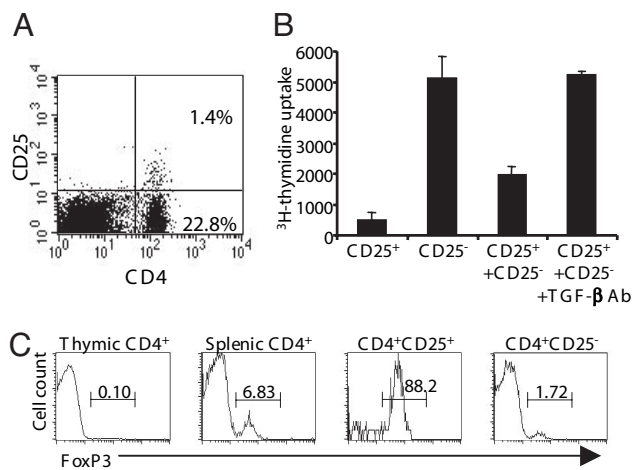 A
CD25
10⁴
10³
10²
10¹
10⁰
1.4%
22.8%
10⁰ 10¹ 10² 10³ 10⁴
CD4
B
³H-thymidine uptake
6000
5000
4000
3000
2000
1000
0
CD25⁺ CD25⁻ CD25⁺ CD25⁺
+CD25⁻ +CD25⁻
+TGF-β Ab
C
Thymic CD4⁺ Splenic CD4⁺ CD4⁺CD25⁺ CD4⁺CD25⁻
Cell count
0.10 6.83 88.2 1.72
FoxP3